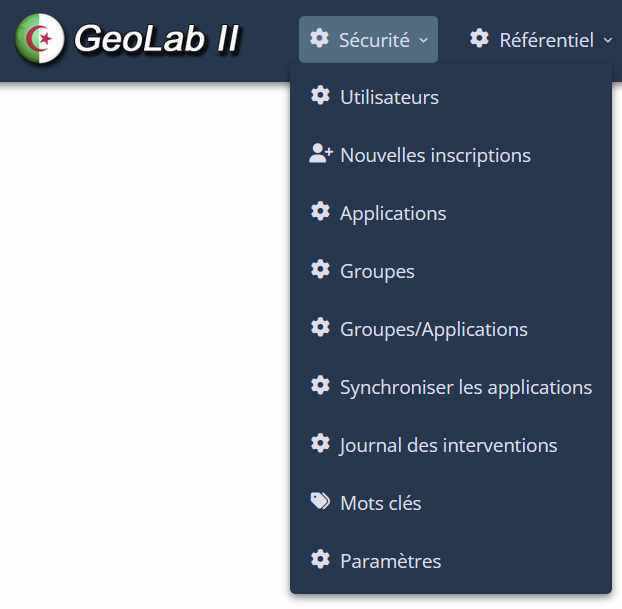 GeoLab II
Sécurité
Référentiel
Utilisateurs
Nouvelles inscriptions
Applications
Groupes
Groupes/Applications
Synchroniser les applications
Journal des interventions
Mots clés
Paramètres